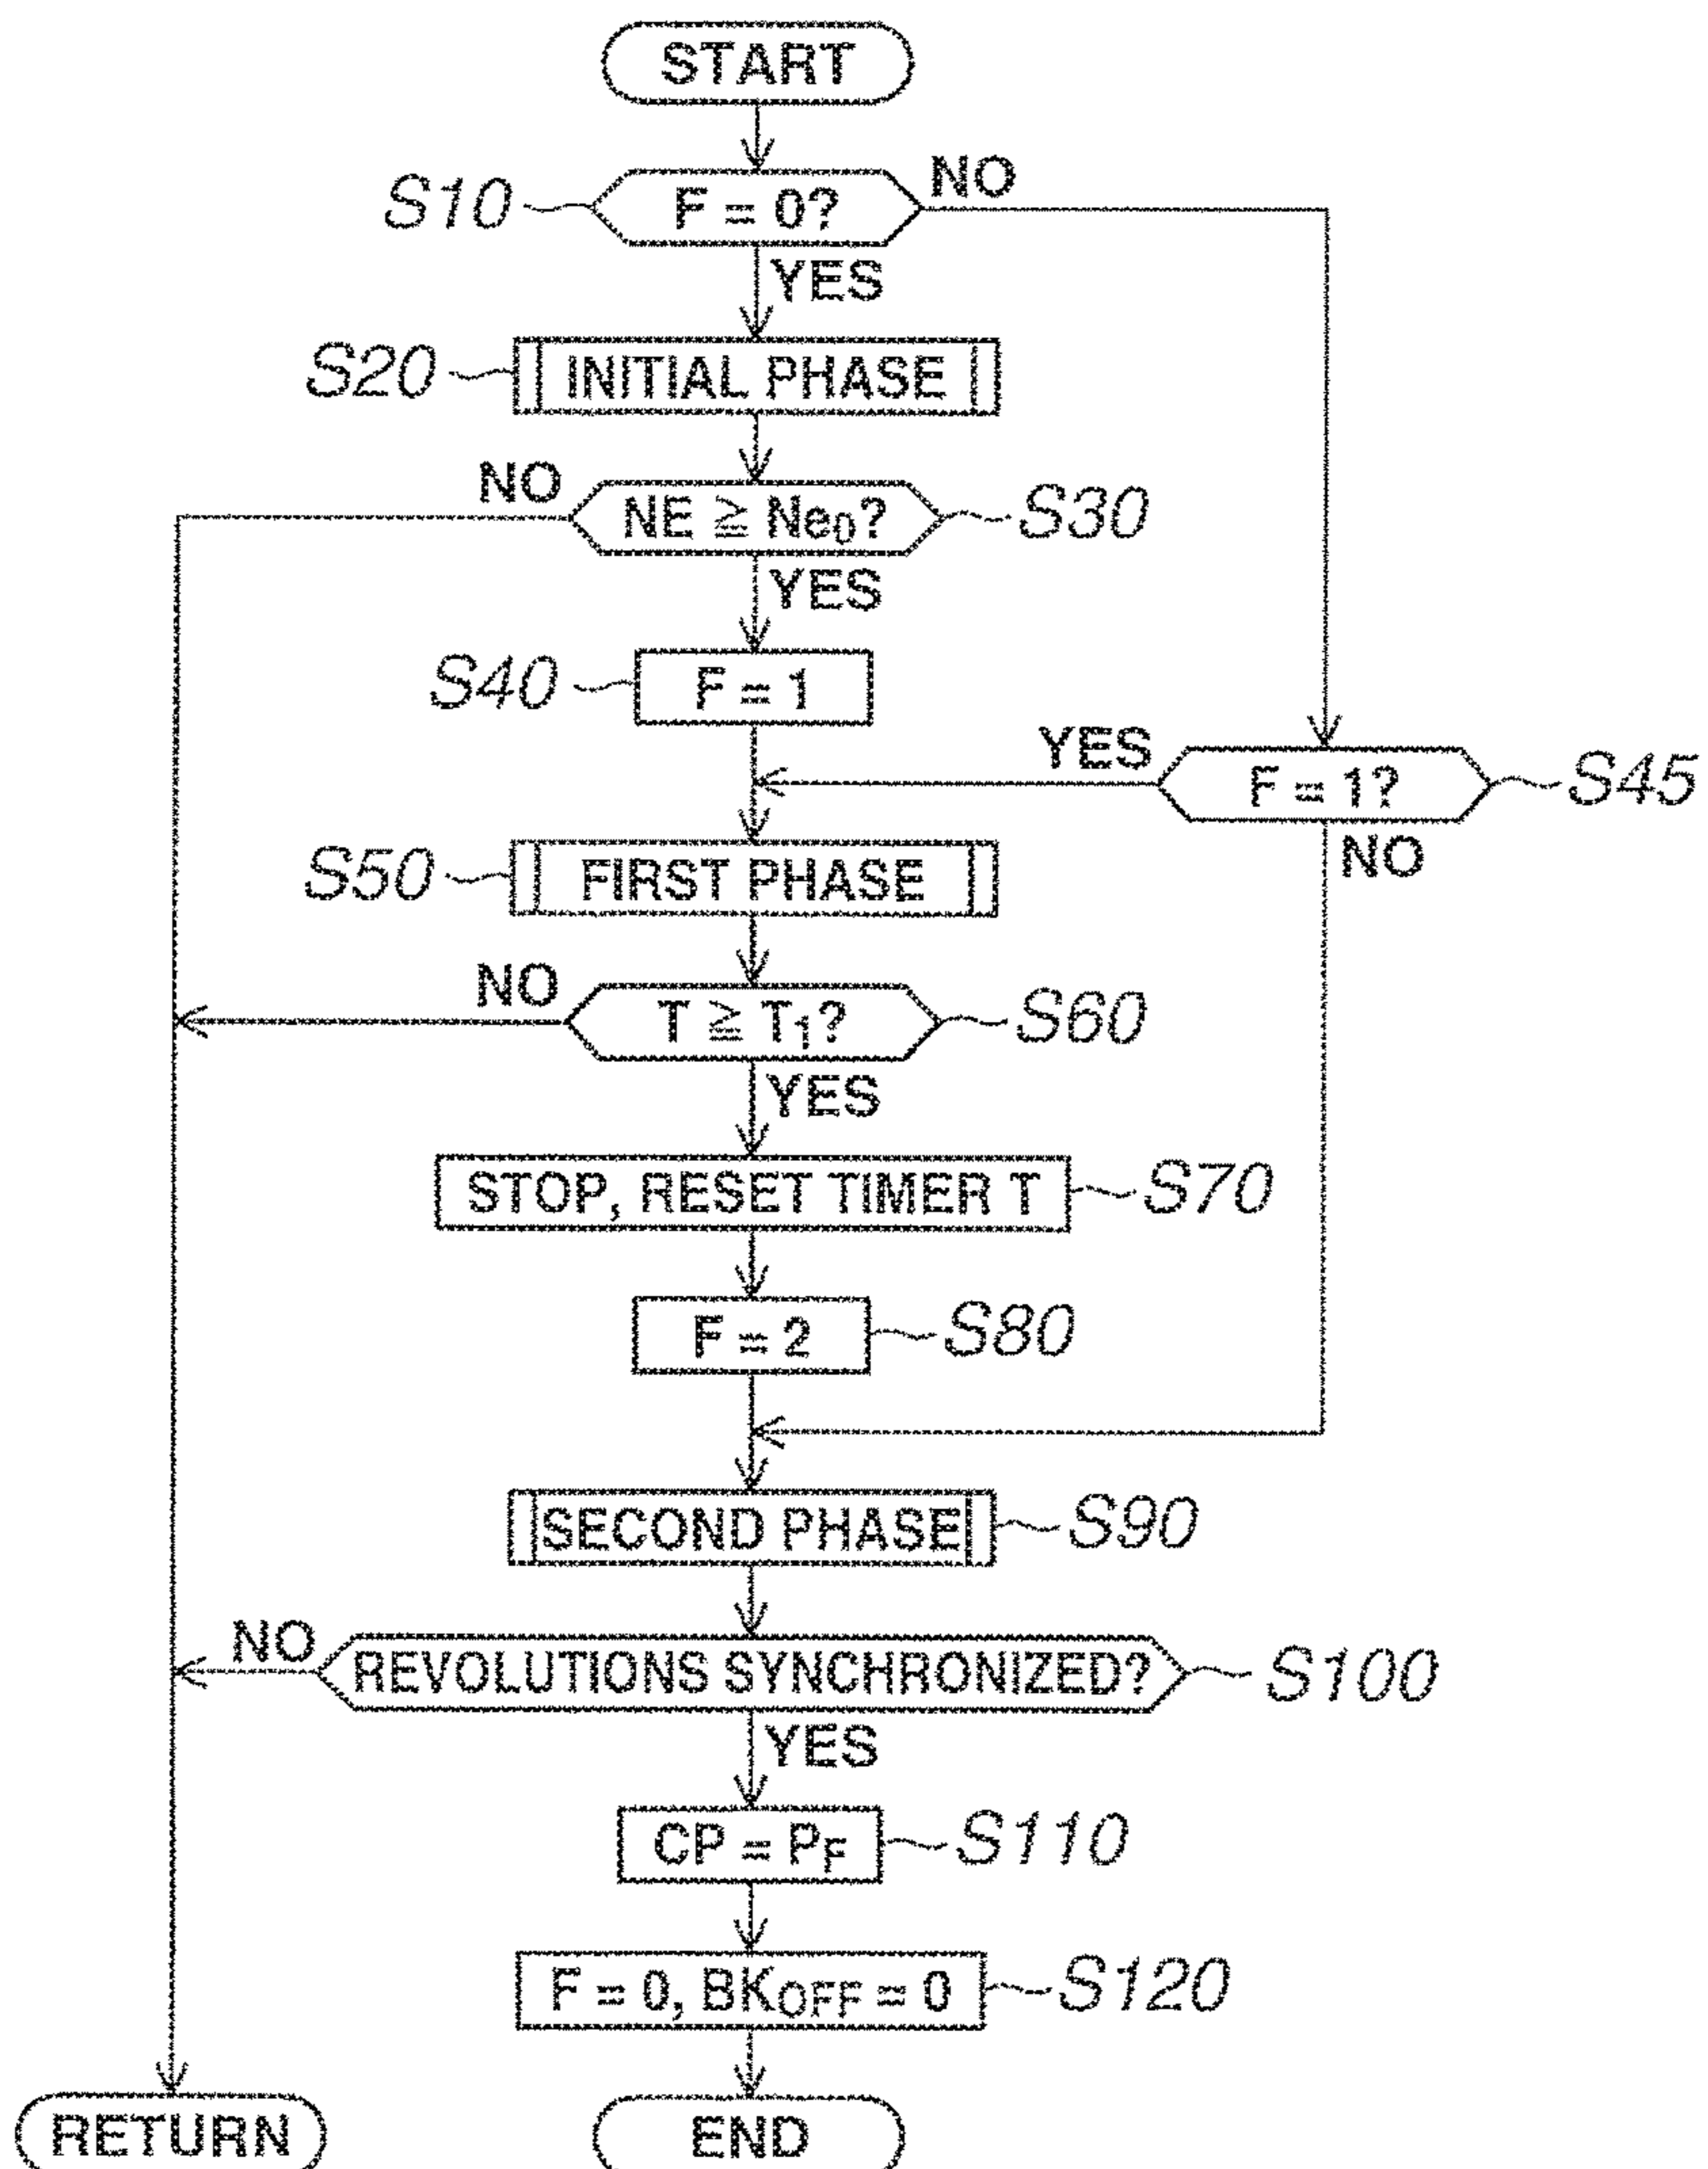 START
S10 F = 0? NO
YES
S20 INITIAL PHASE
NO NE ≧ Ne0? S30
YES
S40 F = 1
YES F = 1? S45
NO
S50 FIRST PHASE
NO T ≧ T1? S60
YES
STOP, RESET TIMER T S70
F = 2 S80
SECOND PHASE S90
NO REVOLUTIONS SYNCHRONIZED? S100
YES
CP = PF S110
F = 0, BKOFF = 0 S120
RETURN END